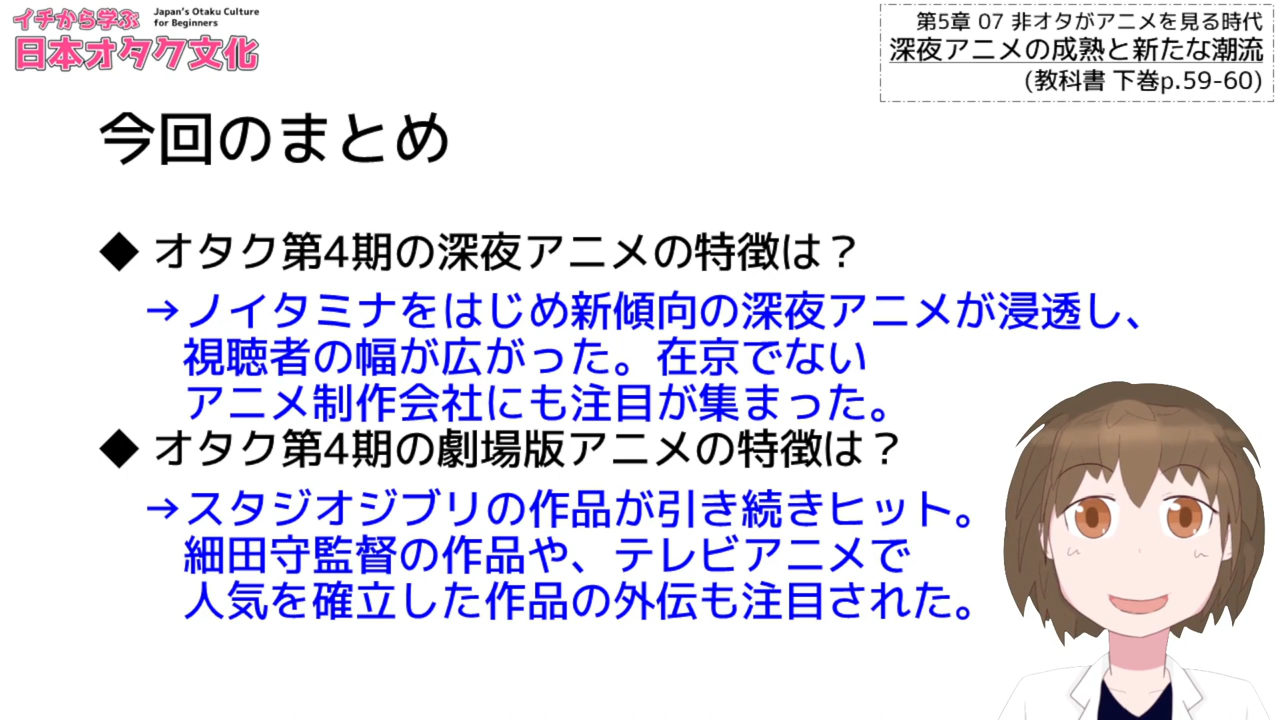 イチから学ぶ
日本オタク文化
Japan's Otaku Culture
for Beginners
第5章 07 非オタがアニメを見る時代
深夜アニメの成熟と新たな潮流
(教科書 下巻p.59-60)
今回のまとめ
◆ オタク第4期の深夜アニメの特徴は？
→ノイタミナをはじめ新傾向の深夜アニメが浸透し、
視聴者の幅が広がった。在京でない
アニメ制作会社にも注目が集まった。
◆ オタク第4期の劇場版アニメの特徴は？
→スタジオジブリの作品が引き続きヒット。
細田守監督の作品や、テレビアニメで
人気を確立した作品の外伝も注目された。